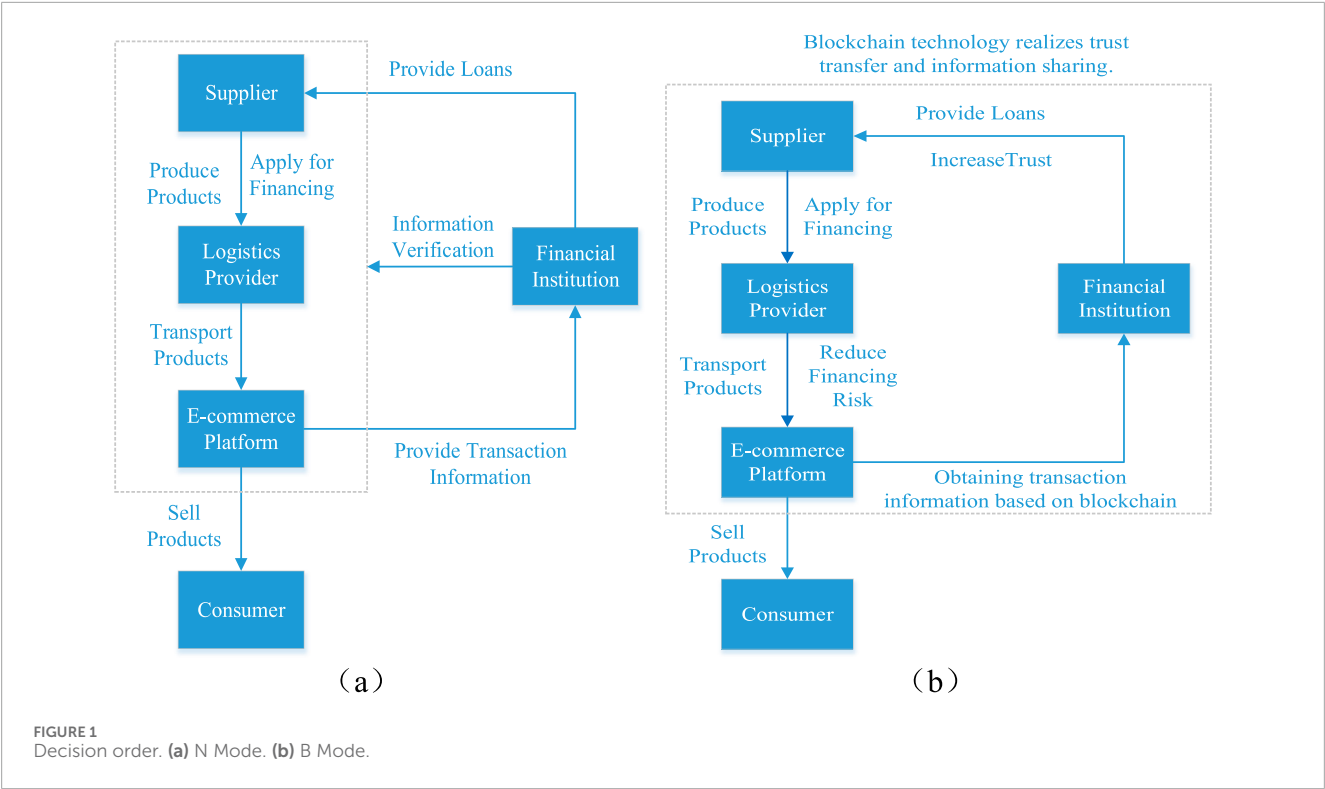 Supplier
Provide Loans
Produce
Products
Apply for
Financing
Logistics
Provider
Information
Verification
Financial
Institution
Transport
Products
E-commerce
Platform
Provide Transaction
Information
Sell
Products
Consumer
(a)
Blockchain technology realizes trust
transfer and information sharing.
Supplier
Provide Loans
IncreaseTrust
Produce
Products
Apply for
Financing
Logistics
Provider
Financial
Institution
Transport
Products
Reduce
Financing
Risk
E-commerce
Platform
Obtaining transaction
information based on blockchain
Sell
Products
Consumer
(b)
FIGURE 1
Decision order. (a) N Mode. (b) B Mode.